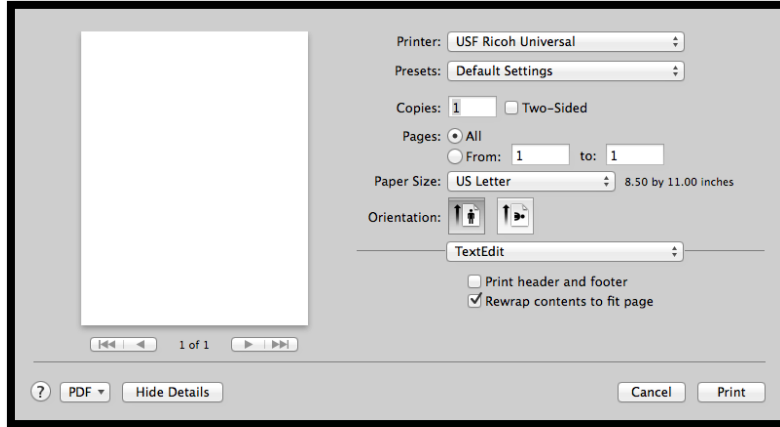 Printer: USF Ricoh Universal
Presets: Default Settings
Copies: 1 Two-Sided
Pages: All
From: 1 to: 1
Paper Size: US Letter 8.50 by 11.00 inches
Orientation:
TextEdit
Print header and footer
Rewrap contents to fit page
1 of 1
? PDF Hide Details Cancel Print